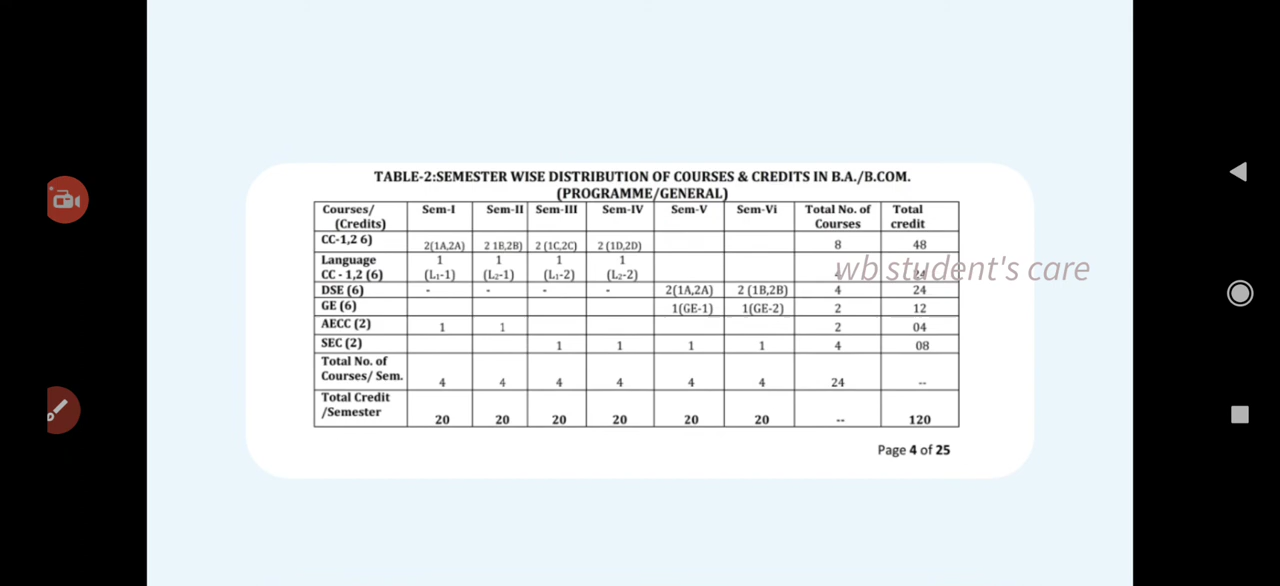 TABLE-2:SEMESTER WISE DISTRIBUTION OF COURSES & CREDITS IN B.A./B.COM.
(PROGRAMME/GENERAL)
Courses/ (Credits) Sem-I Sem-II Sem-III Sem-IV Sem-V Sem-Vi Total No. of Courses Total credit
CC-1,2 6) 2(1A,2A) 2 1B,2B) 2 (1C,2C) 2 (1D,2D) 8 48
Language CC - 1,2 (6) 1 (L₁-1) 1 (L₂-1) 1 (L₁-2) 1 (L₂-2) 4 24
wb student's care
DSE (6) - - - - 2(1A,2A) 2 (1B,2B) 4 24
GE (6) 1(GE-1) 1(GE-2) 2 12
AECC (2) 1 1 2 04
SEC (2) 1 1 1 1 4 08
Total No. of Courses/ Sem. 4 4 4 4 4 4 24 --
Total Credit /Semester 20 20 20 20 20 20 -- 120
Page 4 of 25